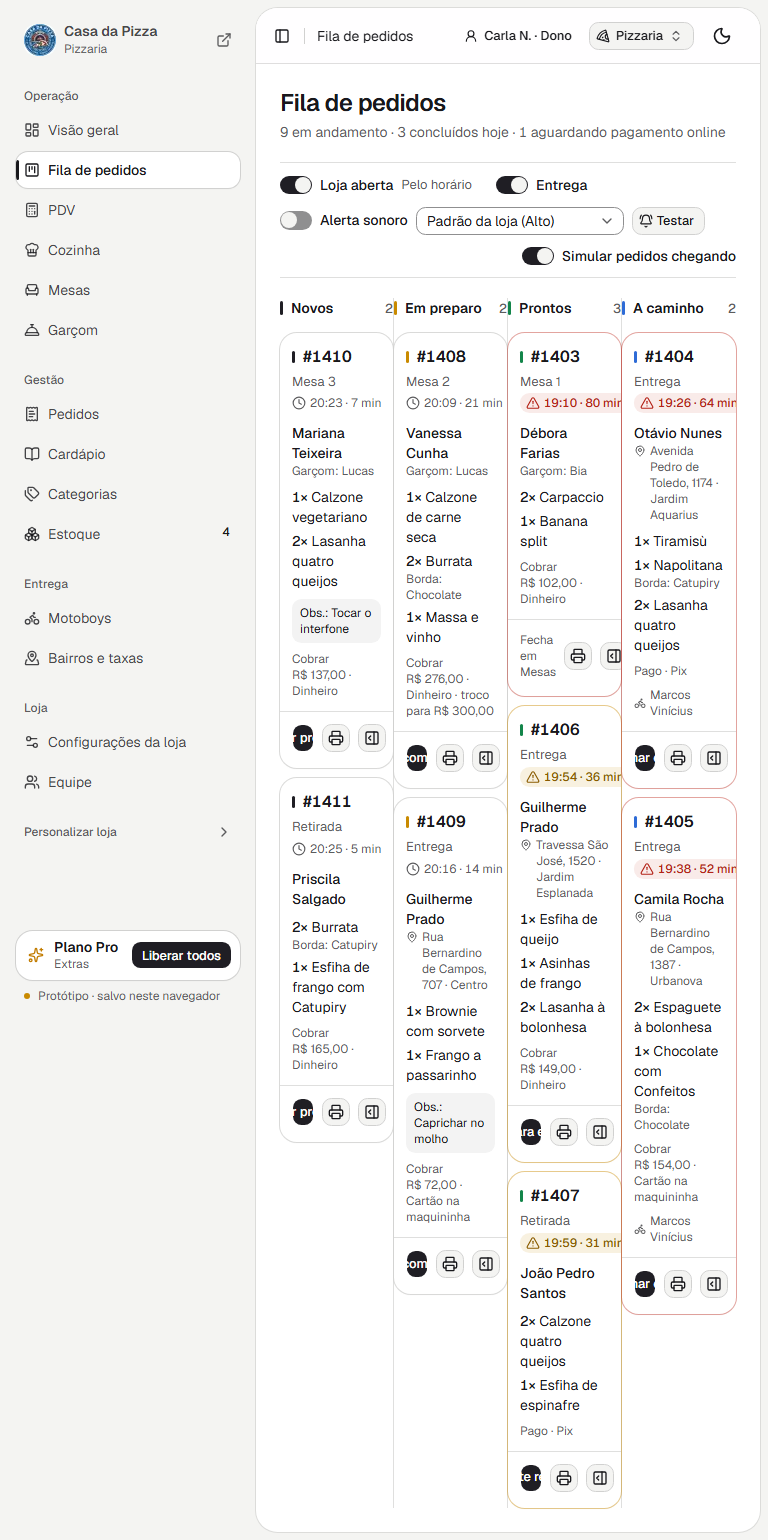 Casa da Pizza
Pizzaria
Operação
Visão geral
Fila de pedidos
PDV
Cozinha
Mesas
Garçom
Gestão
Pedidos
Cardápio
Categorias
Estoque 4
Entrega
Motoboys
Bairros e taxas
Loja
Configurações da loja
Equipe
Personalizar loja
Plano Pro
Extras
Liberar todos
Protótipo · salvo neste navegador
Fila de pedidos
Carla N. · Dono
Pizzaria
Fila de pedidos
9 em andamento · 3 concluídos hoje · 1 aguardando pagamento online
Loja aberta Pelo horário Entrega
Alerta sonoro Padrão da loja (Alto) Testar
Simular pedidos chegando
Novos 2
#1410
Mesa 3
20:23 · 7 min
Mariana
Teixeira
Garçom: Lucas
1× Calzone
vegetariano
2× Lasanha
quatro
queijos
Obs.: Tocar o
interfone
Cobrar
R$ 137,00 ·
Dinheiro
r pr
#1411
Retirada
20:25 · 5 min
Priscila
Salgado
2× Burrata
Borda: Catupiry
1× Esfiha de
frango com
Catupiry
Cobrar
R$ 165,00 ·
Dinheiro
r pr
Em preparo 2
#1408
Mesa 2
20:09 · 21 min
Vanessa
Cunha
Garçom: Lucas
1× Calzone
de carne
seca
2× Burrata
Borda:
Chocolate
1× Massa e
vinho
Cobrar
R$ 276,00 ·
Dinheiro · troco
para R$ 300,00
com
#1409
Entrega
20:16 · 14 min
Guilherme
Prado
Rua
Bernardino
de Campos,
707 · Centro
1× Brownie
com sorvete
1× Frango a
passarinho
Obs.:
Caprichar no
molho
Cobrar
R$ 72,00 ·
Cartão na
maquininha
com
Prontos 3
#1403
Mesa 1
19:10 · 80 min
Débora
Farias
Garçom: Bia
2× Carpaccio
1× Banana
split
Cobrar
R$ 102,00 ·
Dinheiro
Fecha
em
Mesas
#1406
Entrega
19:54 · 36 min
Guilherme
Prado
Travessa São
José, 1520 ·
Jardim
Esplanada
1× Esfiha de
queijo
1× Asinhas
de frango
2× Lasanha à
bolonhesa
Cobrar
R$ 149,00 ·
Dinheiro
ra e
#1407
Retirada
19:59 · 31 min
João Pedro
Santos
2× Calzone
quatro
queijos
1× Esfiha de
espinafre
Pago · Pix
te re
A caminho 2
#1404
Entrega
19:26 · 64 min
Otávio Nunes
Avenida
Pedro de
Toledo, 1174 ·
Jardim
Aquarius
1× Tiramisù
1× Napolitana
Borda: Catupiry
2× Lasanha
quatro
queijos
Pago · Pix
Marcos
Vinícius
nar
#1405
Entrega
19:38 · 52 min
Camila Rocha
Rua
Bernardino
de Campos,
1387 ·
Urbanova
2× Espaguete
à bolonhesa
1× Chocolate
com
Confeitos
Borda:
Chocolate
Cobrar
R$ 154,00 ·
Cartão na
maquininha
Marcos
Vinícius
nar